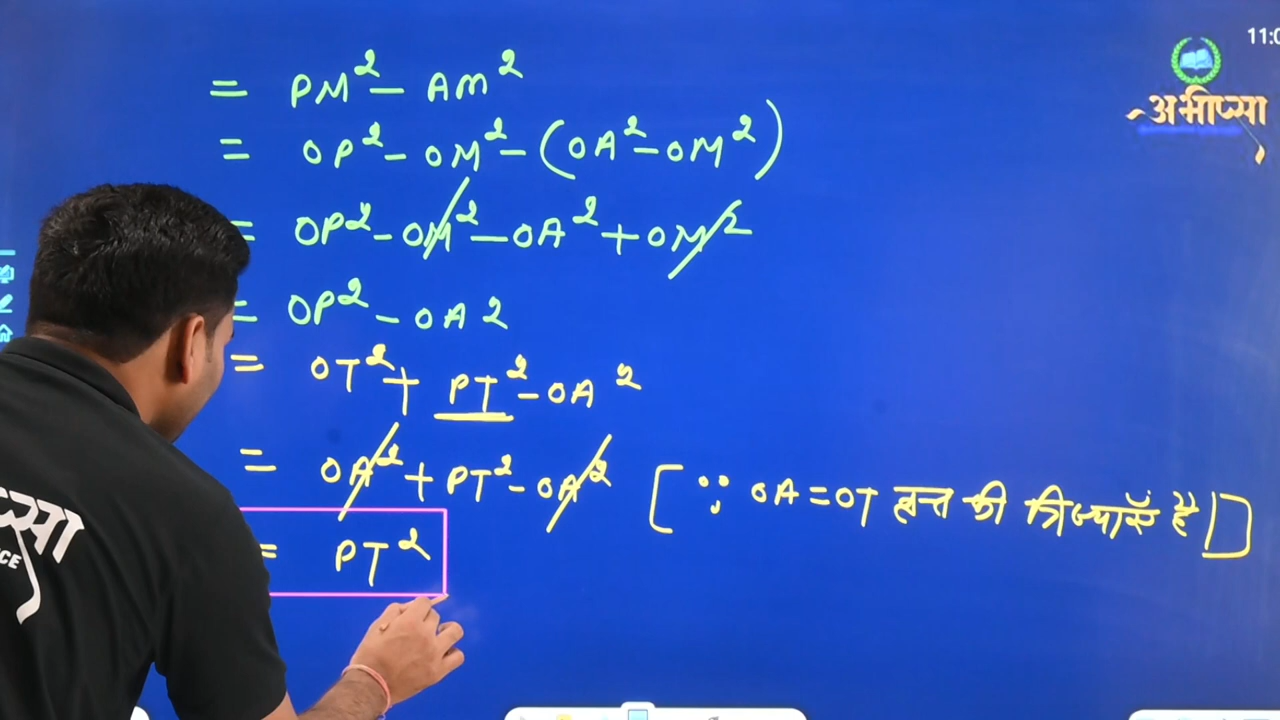 11:0
अभीप्सा
= PM² - AM²
= OP² - OM² - (OA² - OM²)
= OP² - OM² - OA² + OM²
= OP² - OA²
= OT² + PT² - OA²
= OA² + PT² - OA² [∵ OA = OT वृत्त की त्रिज्याएँ हैं।]
= PT²
प्सा
CE